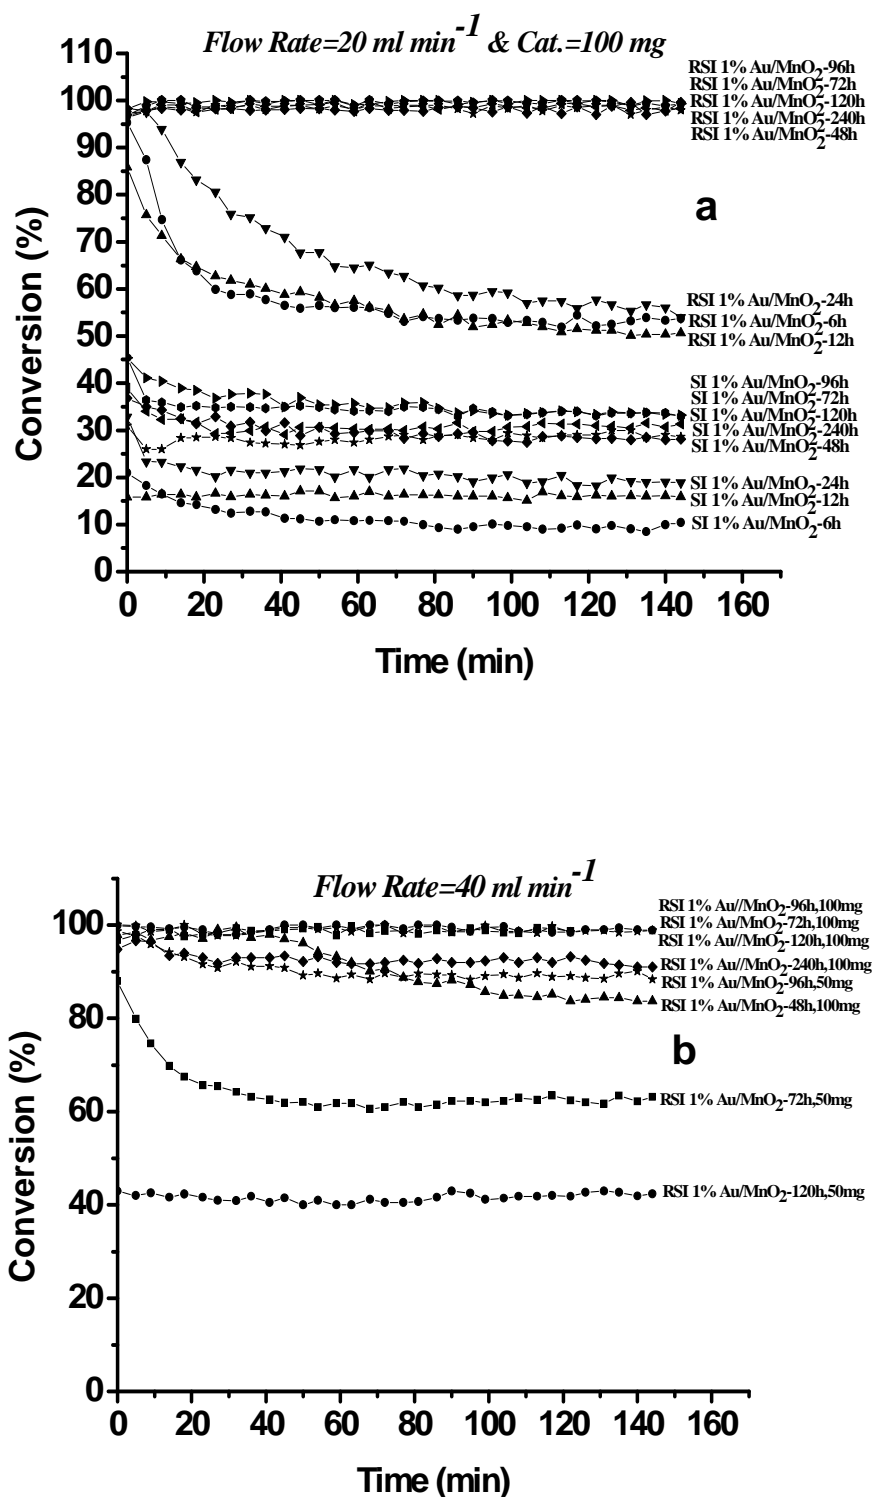 Flow Rate=20 ml min-1 & Cat.=100 mg
110
100
90
80
70
60
50
40
30
20
10
0
Conversion (%)
RSI 1% Au/MnO2-96h
RSI 1% Au/MnO2-72h
RSI 1% Au/MnO2-120h
RSI 1% Au/MnO2-240h
RSI 1% Au/MnO2-48h
a
RSI 1% Au/MnO2-24h
RSI 1% Au/MnO2-6h
RSI 1% Au/MnO2-12h
SI 1% Au/MnO2-96h
SI 1% Au/MnO2-72h
SI 1% Au/MnO2-120h
SI 1% Au/MnO2-240h
SI 1% Au/MnO2-48h
SI 1% Au/MnO2-24h
SI 1% Au/MnO2-12h
SI 1% Au/MnO2-6h
0 20 40 60 80 100 120 140 160
Time (min)
Flow Rate=40 ml min-1
100
80
60
40
20
0
Conversion (%)
RSI 1% Au//MnO2-96h,100mg
RSI 1% Au/MnO2-72h,100mg
RSI 1% Au//MnO2-120h,100mg
RSI 1% Au//MnO2-240h,100mg
RSI 1% Au/MnO2-96h,50mg
RSI 1% Au/MnO2-48h,100mg
b
RSI 1% Au/MnO2-72h,50mg
RSI 1% Au/MnO2-120h,50mg
0 20 40 60 80 100 120 140 160
Time (min)